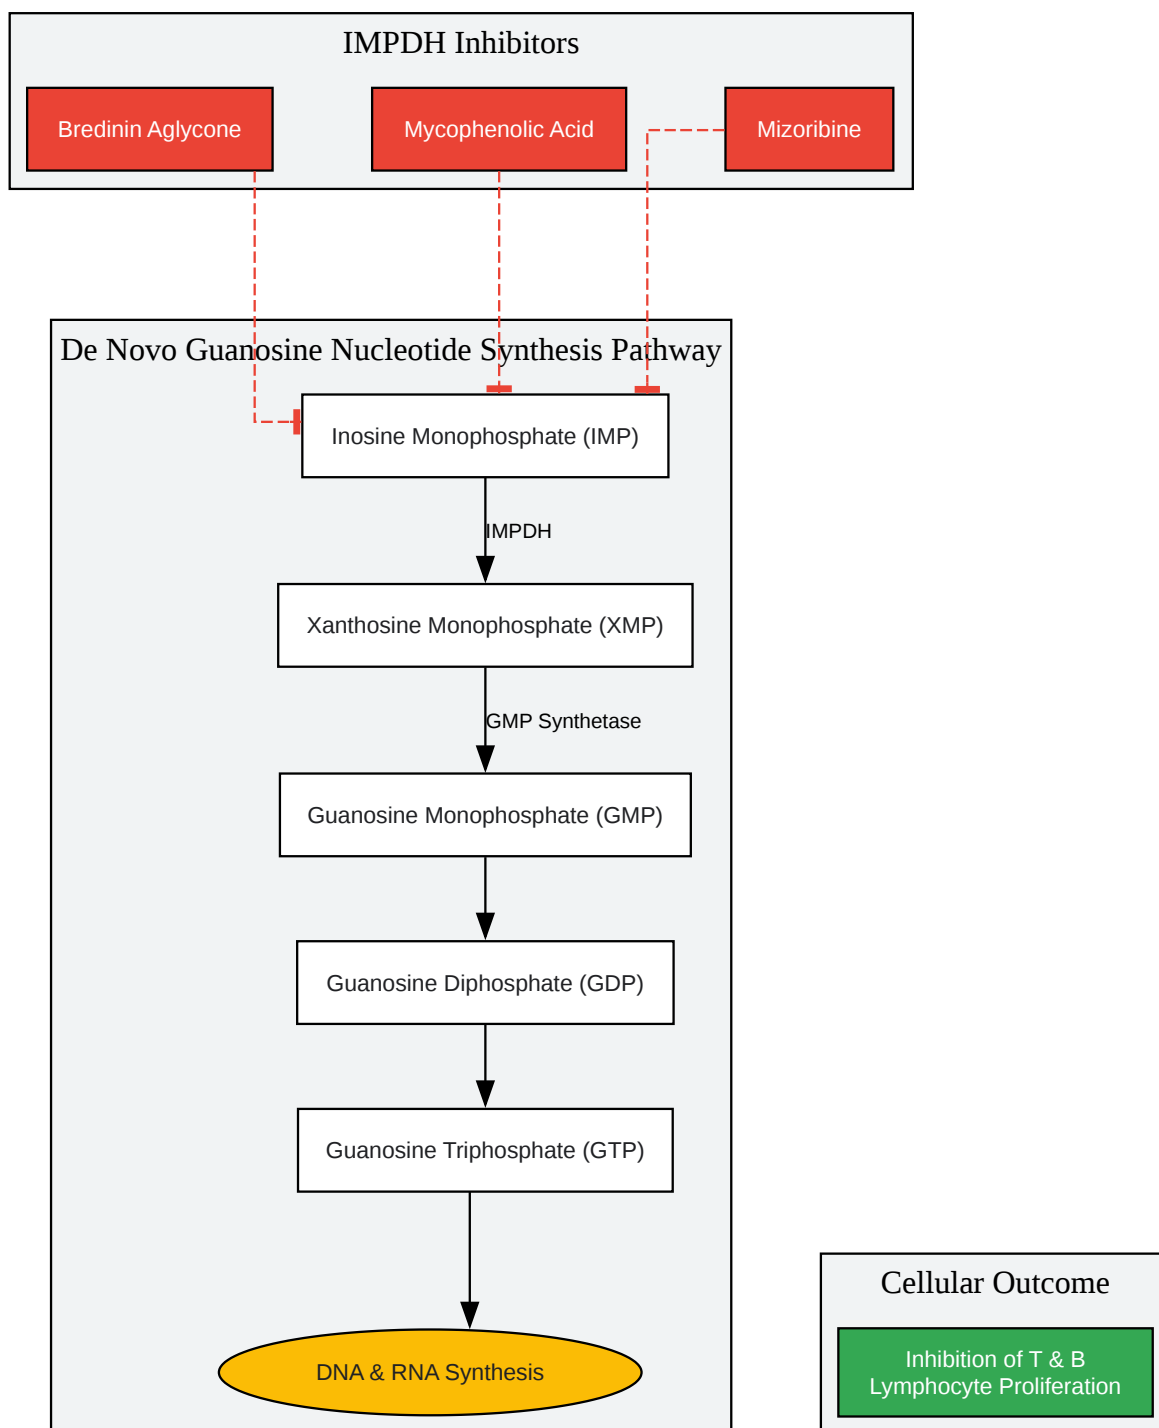 IMPDH Inhibitors
Bredinin Aglycone
Mycophenolic Acid
Mizoribine
De Novo Guanosine Nucleotide Synthesis Pathway
Inosine Monophosphate (IMP)
IMPDH
Xanthosine Monophosphate (XMP)
GMP Synthetase
Guanosine Monophosphate (GMP)
Guanosine Diphosphate (GDP)
Guanosine Triphosphate (GTP)
DNA & RNA Synthesis
Cellular Outcome
Inhibition of T & B
Lymphocyte Proliferation